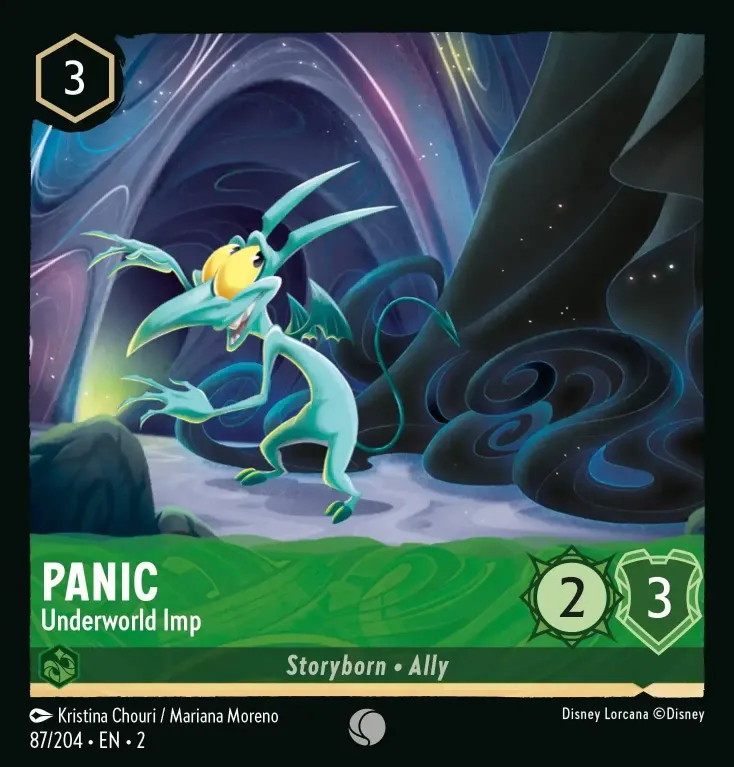 3
PANIC
Underworld Imp
2
3
Storyborn • Ally
Kristina Chouri / Mariana Moreno
Disney Lorcana ©Disney
87/204 • EN • 2